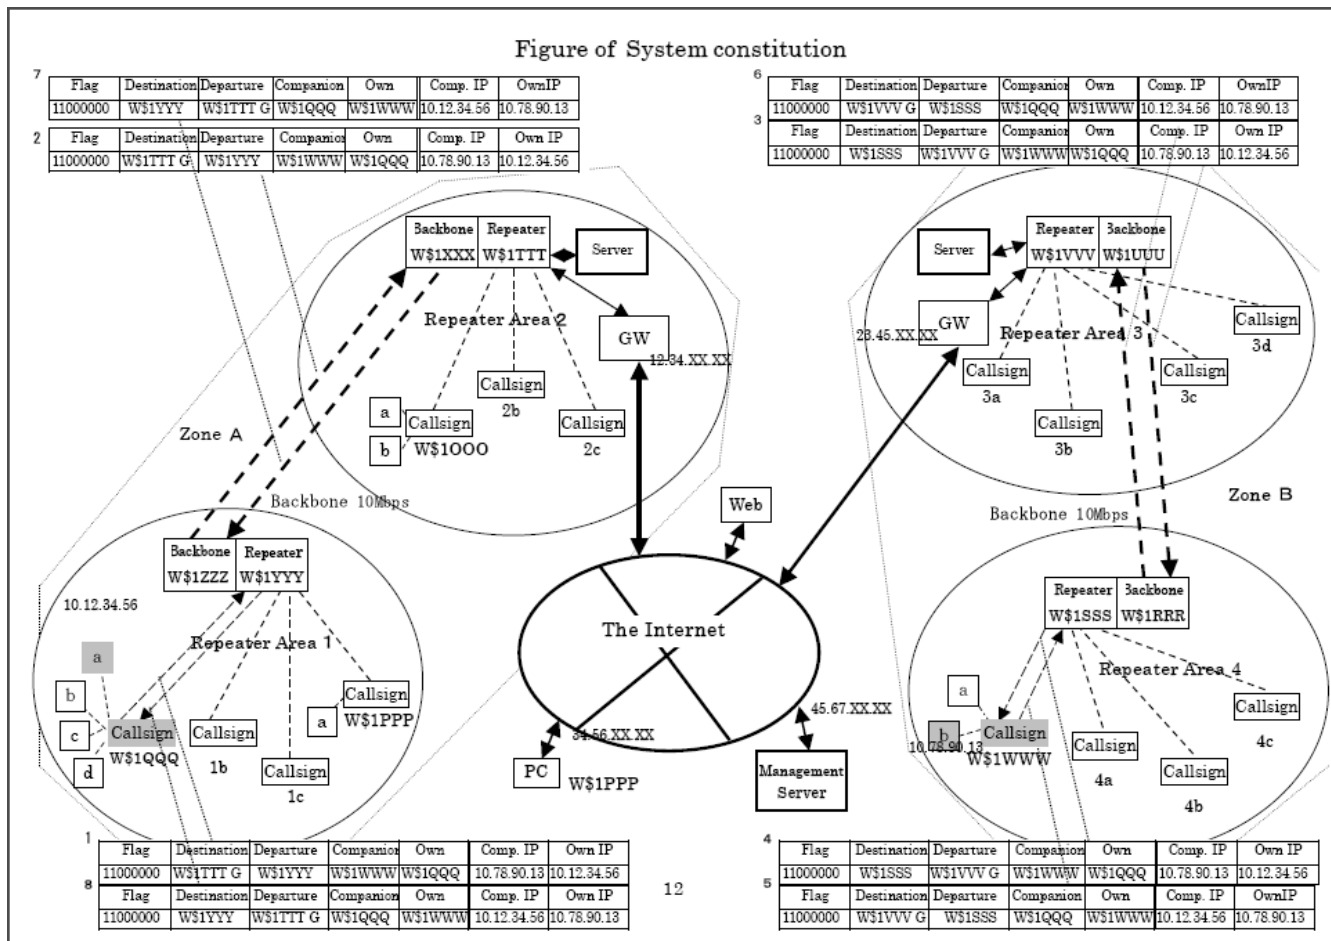 Figure of System constitution
7
Flag Destination Departure Companion Own Comp. IP OwnIP
11000000 W$1YYY W$1TTT G W$1QQQ W$1WWW 10.12.34.56 10.78.90.13
2
Flag Destination Departure Companion Own Comp. IP Own IP
11000000 W$1TTT G W$1YYY W$1WWW W$1QQQ 10.78.90.13 10.12.34.56
6
Flag Destination Departure Companion Own Comp. IP OwnIP
11000000 W$1VVV G W$1SSS W$1QQQ W$1WWW 10.12.34.56 10.78.90.13
3
Flag Destination Departure Companion Own Comp. IP Own IP
11000000 W$1SSS W$1VVV G W$1WWW W$1QQQ 10.78.90.13 10.12.34.56
Backbone Repeater
W$1XXX W$1TTT
Server
Repeater Area 2
GW
12.34.XX.XX
Callsign
2b
a
b
Callsign
W$1OOO
Callsign
2c
Zone A
Backbone 10Mbps
Server
Repeater Backbone
W$1VVV W$1UUU
GW
23.45.XX.XX
Repeater Area 3
Callsign
3d
Callsign
3a
Callsign
3c
Callsign
3b
Zone B
Backbone 10Mbps
Web
The Internet
Backbone Repeater
W$1ZZZ W$1YYY
10.12.34.56
Repeater Area 1
a
b
c
d
Callsign
W$1QQQ
Callsign
1b
Callsign
1c
Callsign
a
W$1PPP
34.56.XX.XX
PC
W$1PPP
45.67.XX.XX
Management
Server
Repeater Backbone
W$1SSS W$1RRR
Repeater Area 4
a
b
10.78.90.13
Callsign
W$1WWW
Callsign
4a
Callsign
4b
Callsign
4c
1
Flag Destination Departure Companion Own Comp. IP Own IP
11000000 W$1TTT G W$1YYY W$1WWW W$1QQQ 10.78.90.13 10.12.34.56
8
Flag Destination Departure Companion Own Comp. IP Own IP
11000000 W$1YYY W$1TTT G W$1QQQ W$1WWW 10.12.34.56 10.78.90.13
12
4
Flag Destination Departure Companion Own Comp. IP Own IP
11000000 W$1SSS W$1VVV G W$1WWW W$1QQQ 10.78.90.13 10.12.34.56
5
Flag Destination Departure Companion Own Comp. IP OwnIP
11000000 W$1VVV G W$1SSS W$1QQQ W$1WWW 10.12.34.56 10.78.90.13